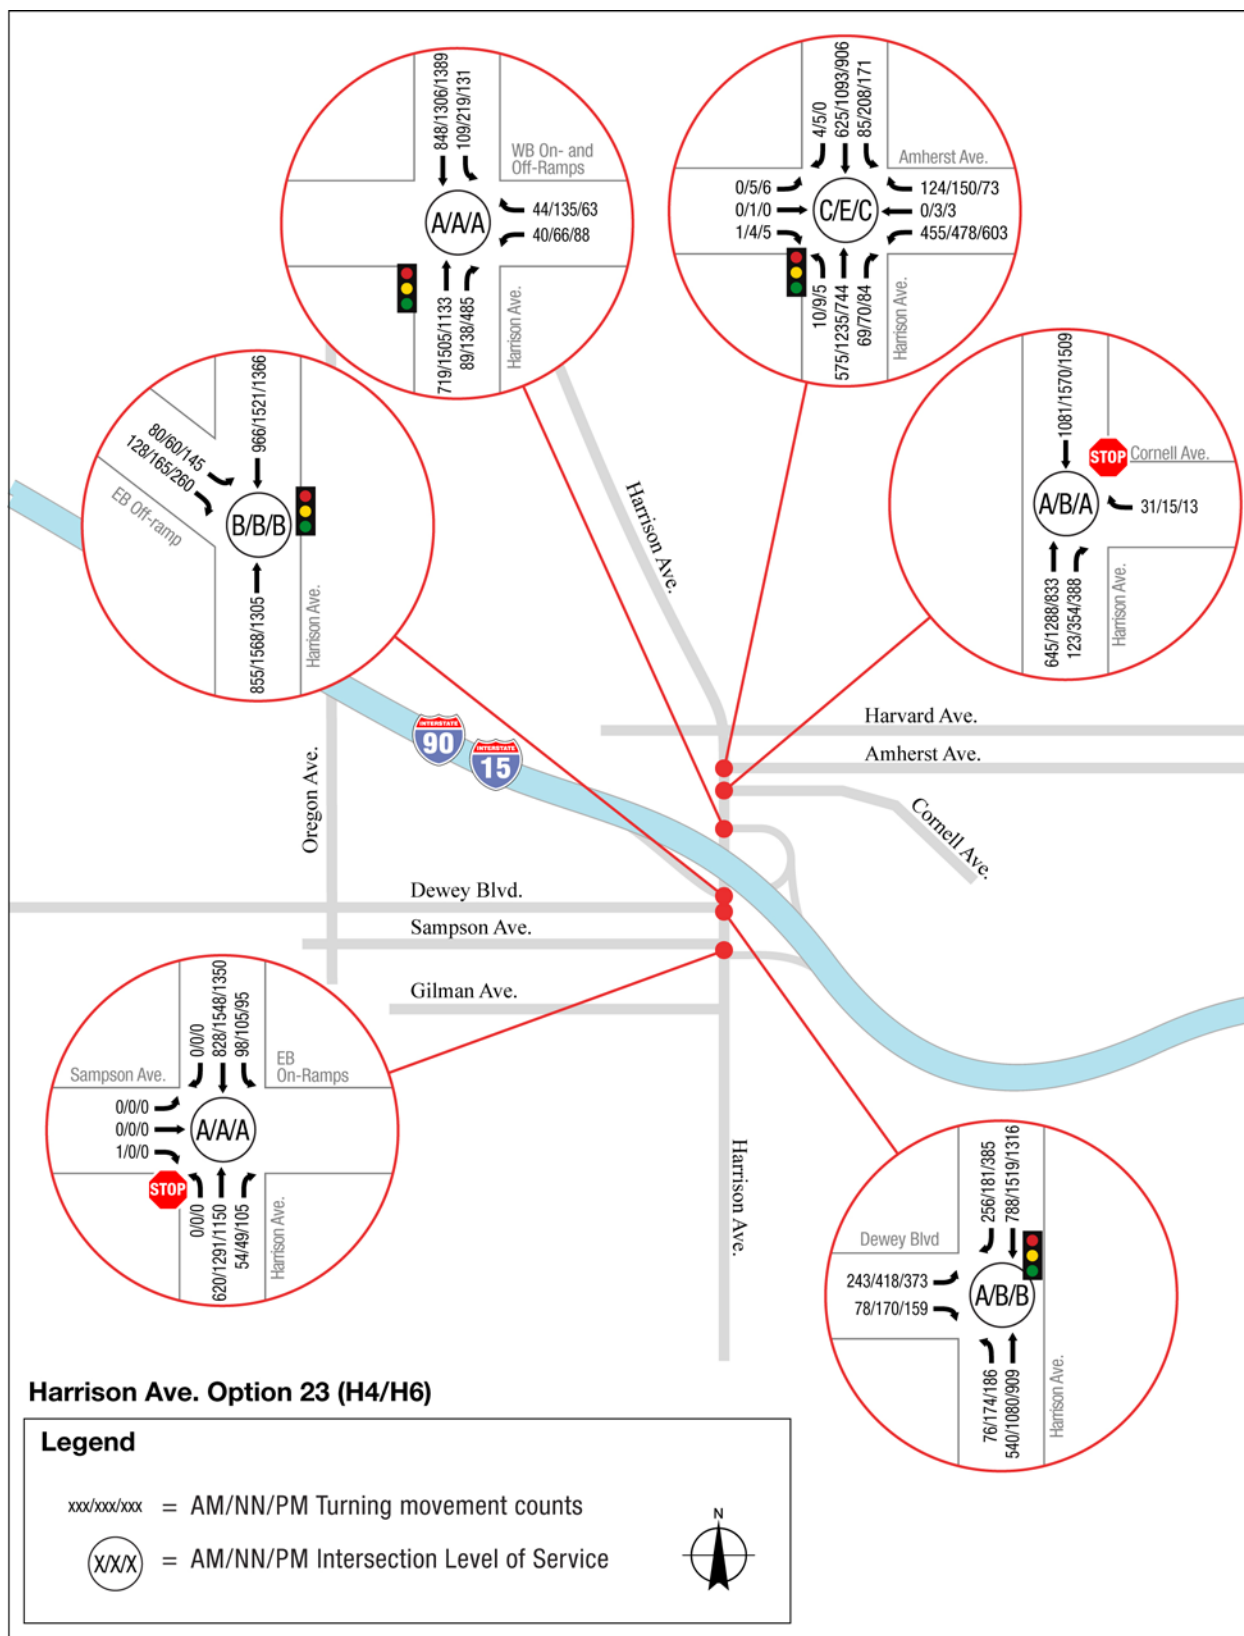 848/1306/1389
109/219/131
WB On- and
Off-Ramps
A/A/A
44/135/63
40/66/88
719/1505/1133
89/138/485
Harrison Ave.
4/5/0
625/1093/906
85/208/171
Amherst Ave.
0/5/6
0/1/0
1/4/5
C/E/C
124/150/73
0/3/3
455/478/603
10/9/5
575/1235/744
69/70/84
Harrison Ave.
1081/1570/1509
STOP
Cornell Ave.
A/B/A
31/15/13
645/1288/833
123/354/388
Harrison Ave.
966/1521/1366
80/60/145
128/165/260
EB Off-ramp
B/B/B
855/1568/1305
Harrison Ave.
Harrison Ave.
INTERSTATE
90
INTERSTATE
15
Harvard Ave.
Amherst Ave.
Cornell Ave.
Oregon Ave.
Dewey Blvd.
Sampson Ave.
Gilman Ave.
Harrison Ave.
0/0/0
828/1548/1350
98/105/95
Sampson Ave.
EB
On-Ramps
0/0/0
0/0/0
1/0/0
A/A/A
STOP
0/0/0
620/1291/1150
54/49/105
Harrison Ave.
256/181/385
788/1519/1316
Dewey Blvd
243/418/373
78/170/159
A/B/B
76/174/186
540/1080/909
Harrison Ave.
Harrison Ave. Option 23 (H4/H6)
Legend
xxx/xxx/xxx = AM/NN/PM Turning movement counts
X/X/X = AM/NN/PM Intersection Level of Service
N